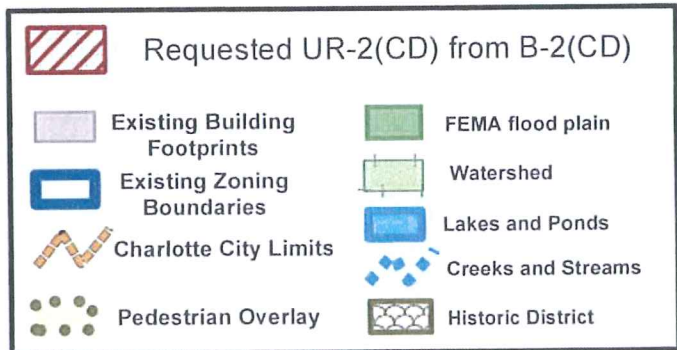 Requested UR-2(CD) from B-2(CD)
Existing Building
Footprints
Existing Zoning
Boundaries
Charlotte City Limits
Pedestrian Overlay
FEMA flood plain
Watershed
Lakes and Ponds
Creeks and Streams
Historic District